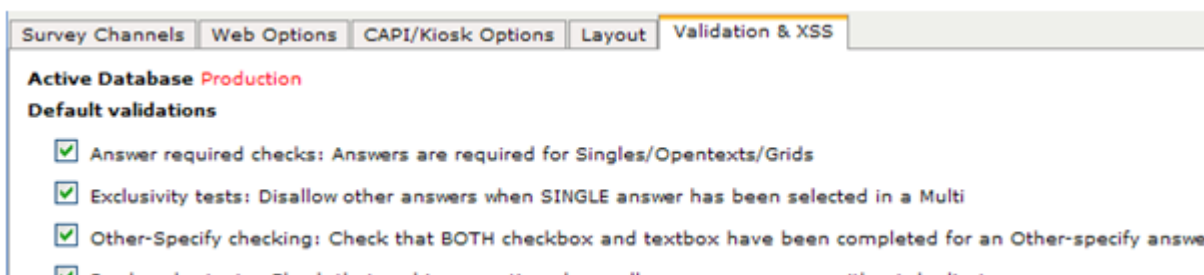 Survey Channels Web Options CAPI/Kiosk Options Layout Validation & XSS
Active Database Production
Default validations
Answer required checks: Answers are required for Singles/Opentexts/Grids
Exclusivity tests: Disallow other answers when SINGLE answer has been selected in a Multi
Other-Specify checking: Check that BOTH checkbox and textbox have been completed for an Other-specify answe